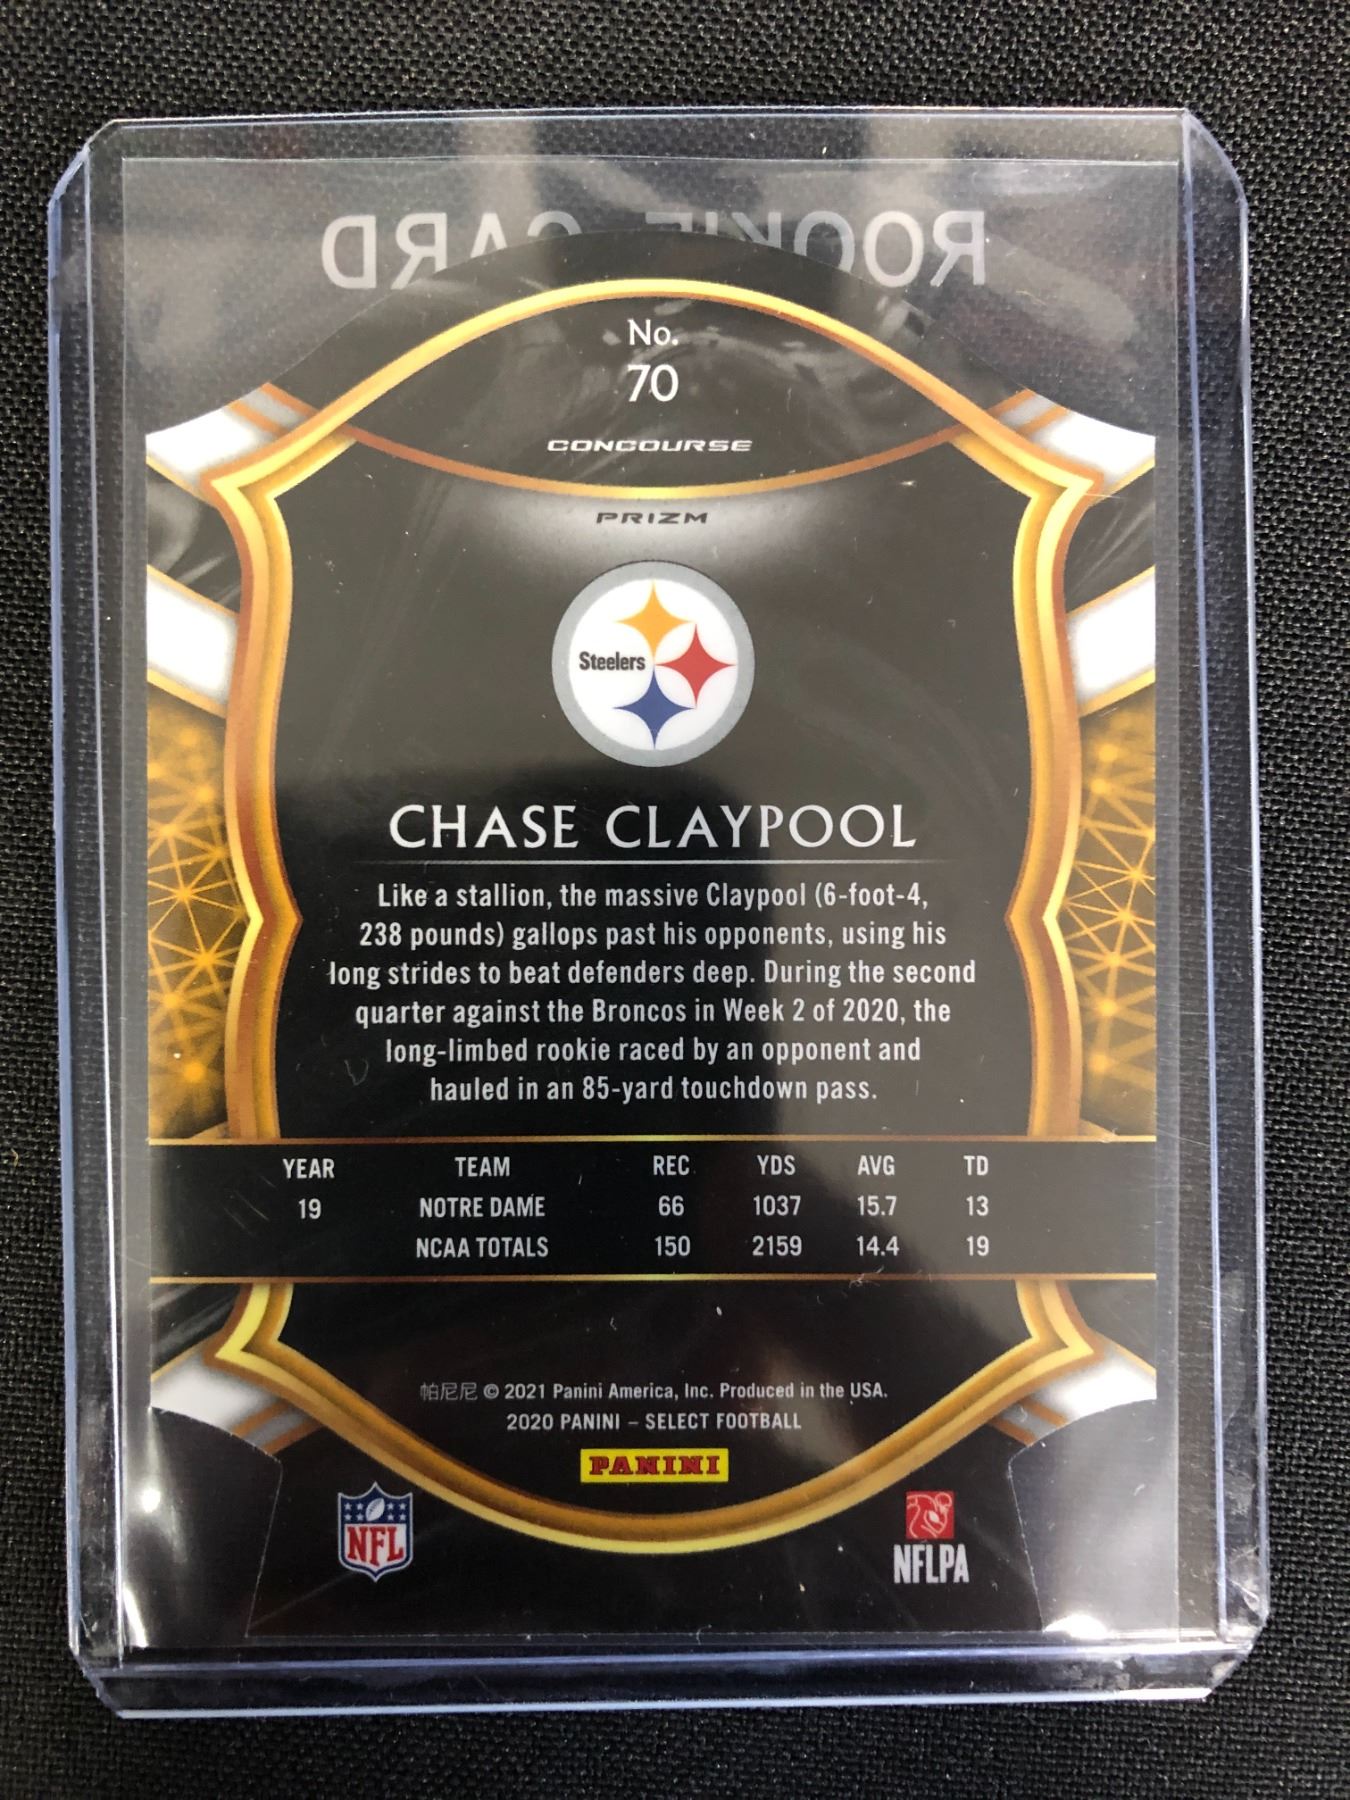 ROOKIE CARD
No.
70
CONCOURSE
PRIZM
Steelers
CHASE CLAYPOOL
Like a stallion, the massive Claypool (6-foot-4,
238 pounds) gallops past his opponents, using his
long strides to beat defenders deep. During the second
quarter against the Broncos in Week 2 of 2020, the
long-limbed rookie raced by an opponent and
hauled in an 85-yard touchdown pass.
YEAR TEAM REC YDS AVG TD
19 NOTRE DAME 66 1037 15.7 13
NCAA TOTALS 150 2159 14.4 19
帕尼尼 © 2021 Panini America, Inc. Produced in the USA.
2020 PANINI – SELECT FOOTBALL
PANINI
NFL
NFLPA